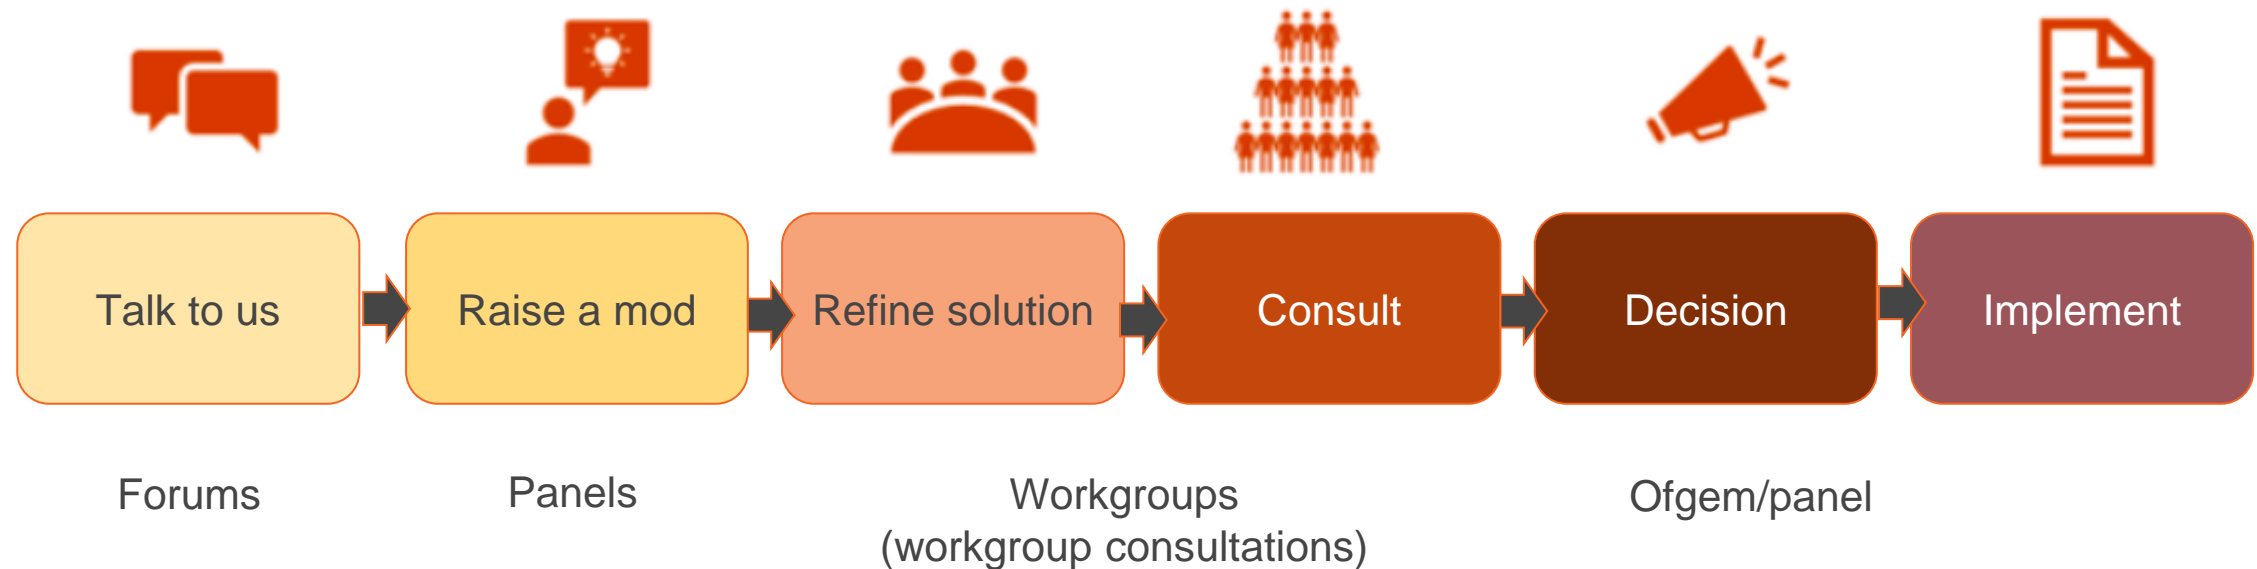 Talk to us
Raise a mod
Refine solution
Consult
Decision
Implement
Forums
Panels
Workgroups
(workgroup consultations)
Ofgem/panel